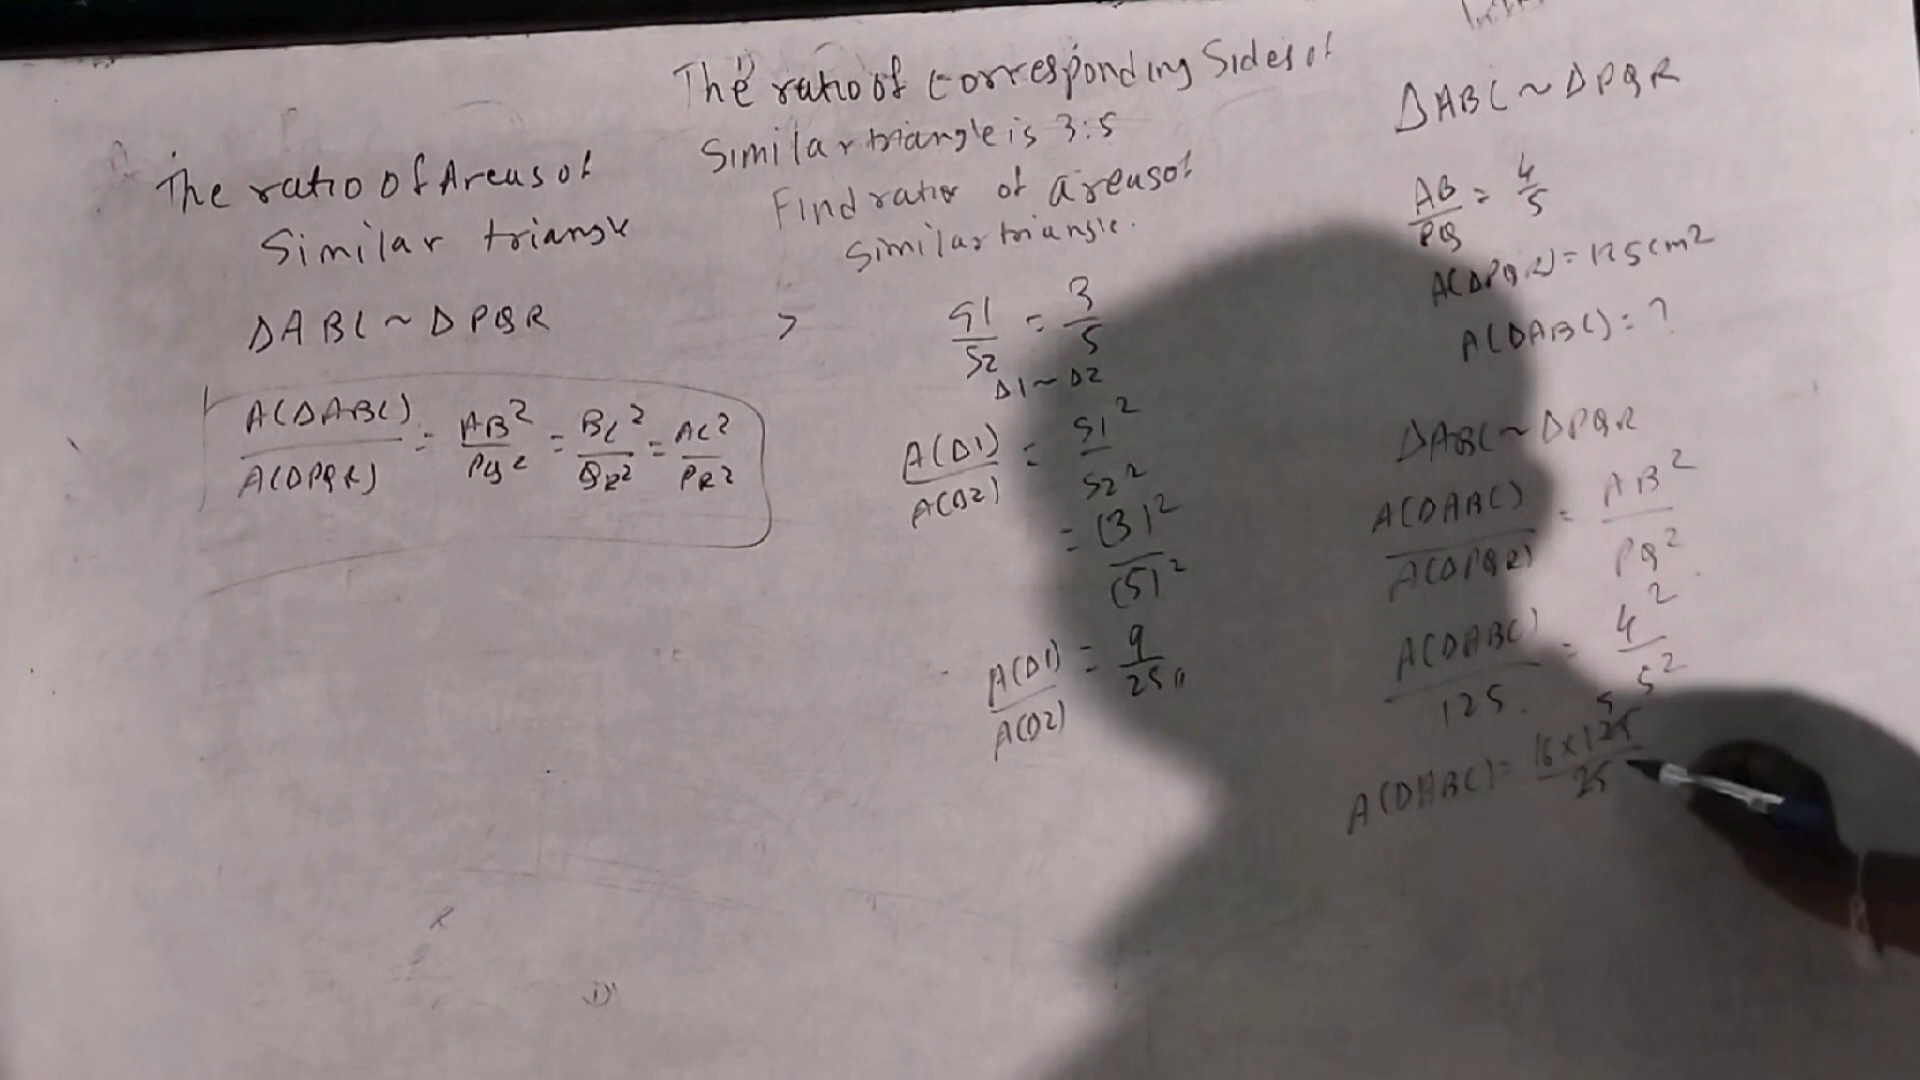 The ratio of Areas of
Similar triangle
ΔABC ~ ΔPQR
A(ΔABC)/A(ΔPQR) = AB²/PQ² = BC²/QR² = AC²/PR²
1)
The ratio of corresponding sides of
Similar triangle is 3:5
Find ratio of areas of
Similar triangle.
>
S1/S2 = 3/5
Δ1 ~ Δ2
A(Δ1)/A(Δ2) = S1²/S2²
= (3)²/(5)²
A(Δ1)/A(Δ2) = 9/25 11
ΔABC ~ ΔPQR
AB/PQ = 4/5
A(ΔPQR) = 125cm²
A(ΔABC) = ?
ΔABC ~ ΔPQR
A(ΔABC)/A(ΔPQR) = AB²/PQ²
A(ΔABC)/125 = 4²/5²
5
A(ΔABC) = 16×125/25
i)